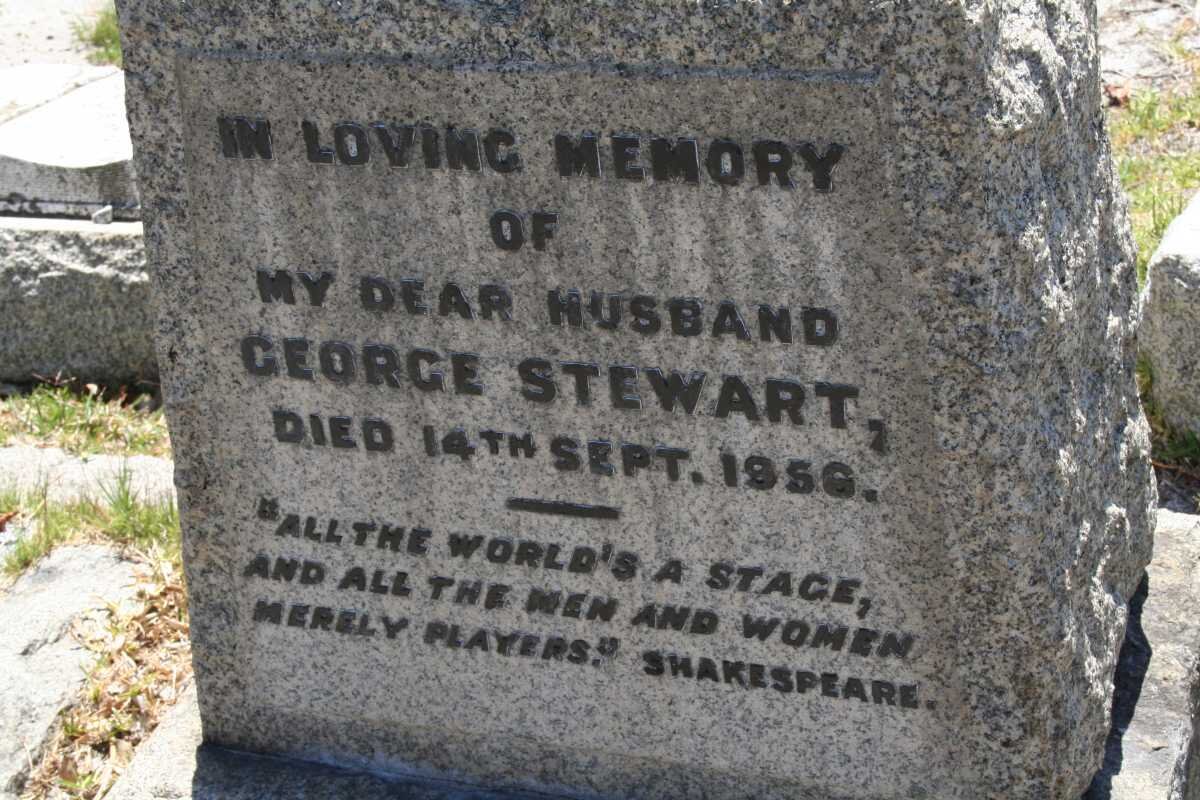 IN LOVING MEMORY
OF
MY DEAR HUSBAND
GEORGE STEWART,
DIED 14TH SEPT. 1956.
"ALL THE WORLD'S A STAGE,
AND ALL THE MEN AND WOMEN
MERELY PLAYERS." SHAKESPEARE.